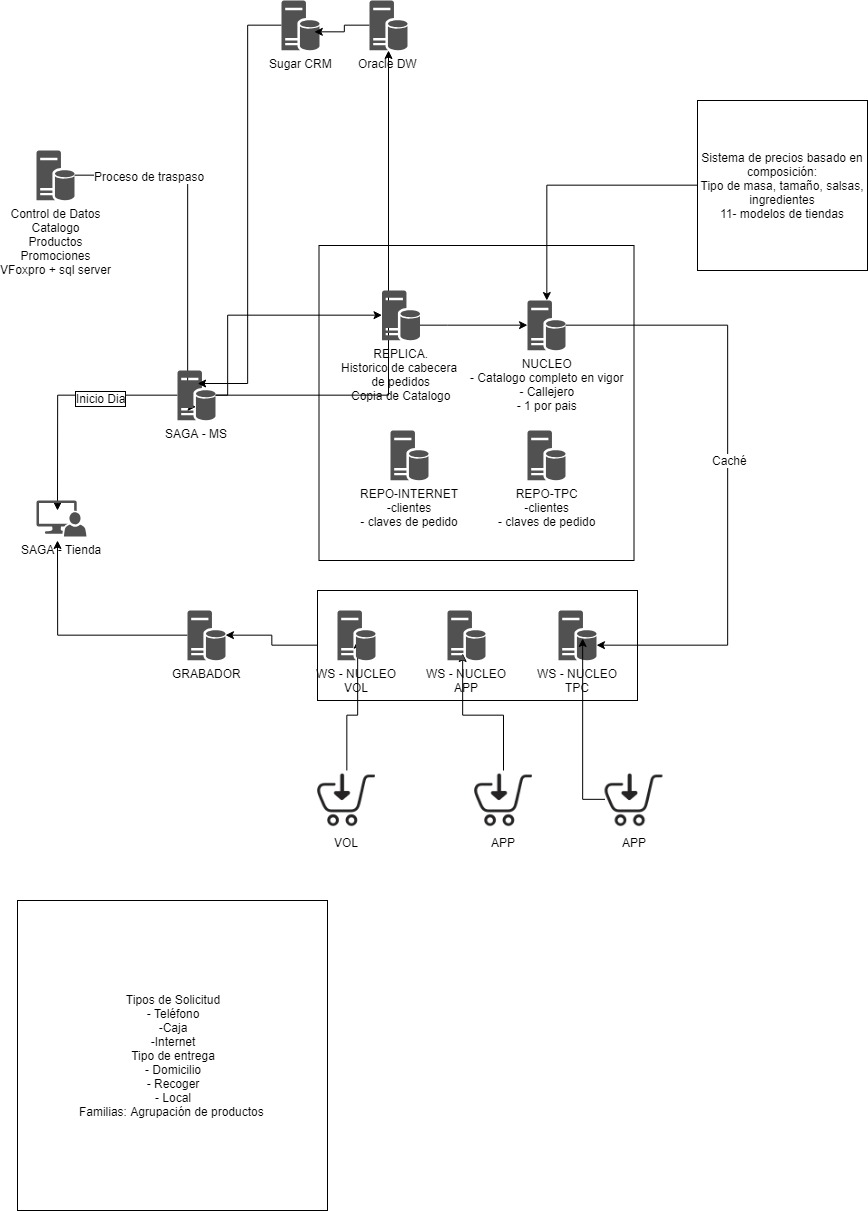 Sugar CRM
Oracle DW
Sistema de precios basado en
composición:
Tipo de masa, tamaño, salsas,
ingredientes
11- modelos de tiendas
Proceso de traspaso
Control de Datos
Catalogo
Productos
Promociones
VFoxpro + sql server
REPLICA.
Historico de cabecera
de pedidos
Copia de Catalogo
NUCLEO
- Catalogo completo en vigor
- Callejero
- 1 por pais
Inicio Dia
SAGA - MS
Caché
REPO-INTERNET
-clientes
- claves de pedido
REPO-TPC
-clientes
- claves de pedido
SAGA - Tienda
GRABADOR
WS - NUCLEO
VOL
WS - NUCLEO
APP
WS - NUCLEO
TPC
VOL
APP
APP
Tipos de Solicitud
- Teléfono
-Caja
-Internet
Tipo de entrega
- Domicilio
- Recoger
- Local
Familias: Agrupación de productos